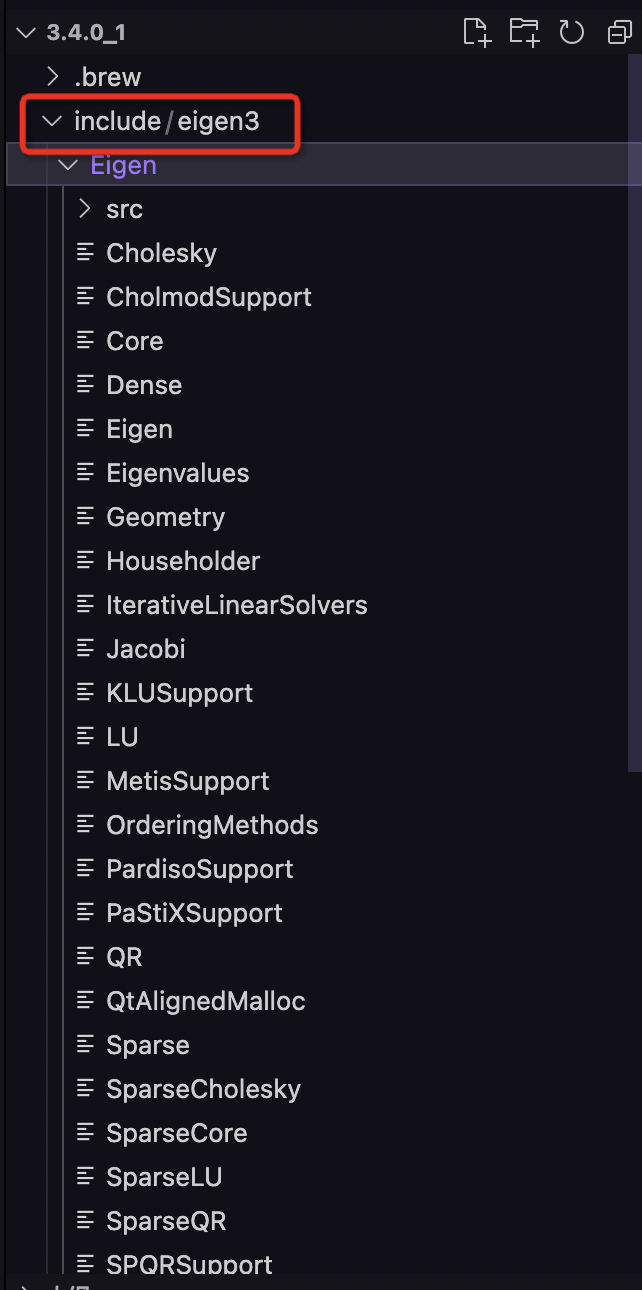 3.4.0_1
.brew
include/eigen3
Eigen
src
Cholesky
CholmodSupport
Core
Dense
Eigen
Eigenvalues
Geometry
Householder
IterativeLinearSolvers
Jacobi
KLUSupport
LU
MetisSupport
OrderingMethods
PardisoSupport
PaStiXSupport
QR
QtAlignedMalloc
Sparse
SparseCholesky
SparseCore
SparseLU
SparseQR
SPQRSupport